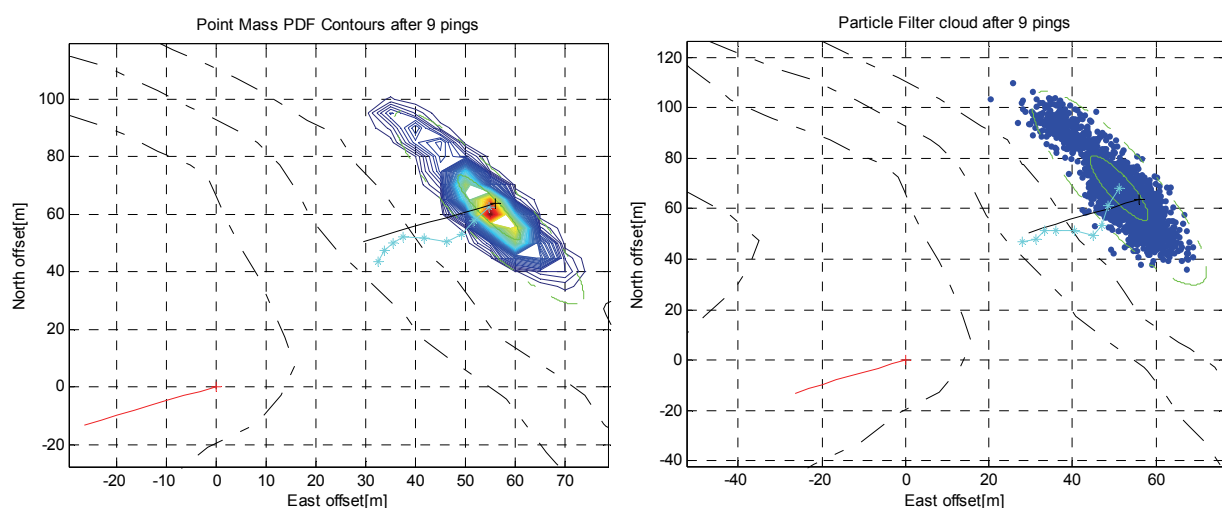 Point Mass PDF Contours after 9 pings
100
80
60
40
20
0
20
-20 -10 0 10 20 30 40 50 60 70
East offset[m]
North offset[m]
Particle Filter cloud after 9 pings
120
100
80
60
40
20
0
-20
-40
-40 -20 0 20 40 60
East offset[m]
North offset[m]